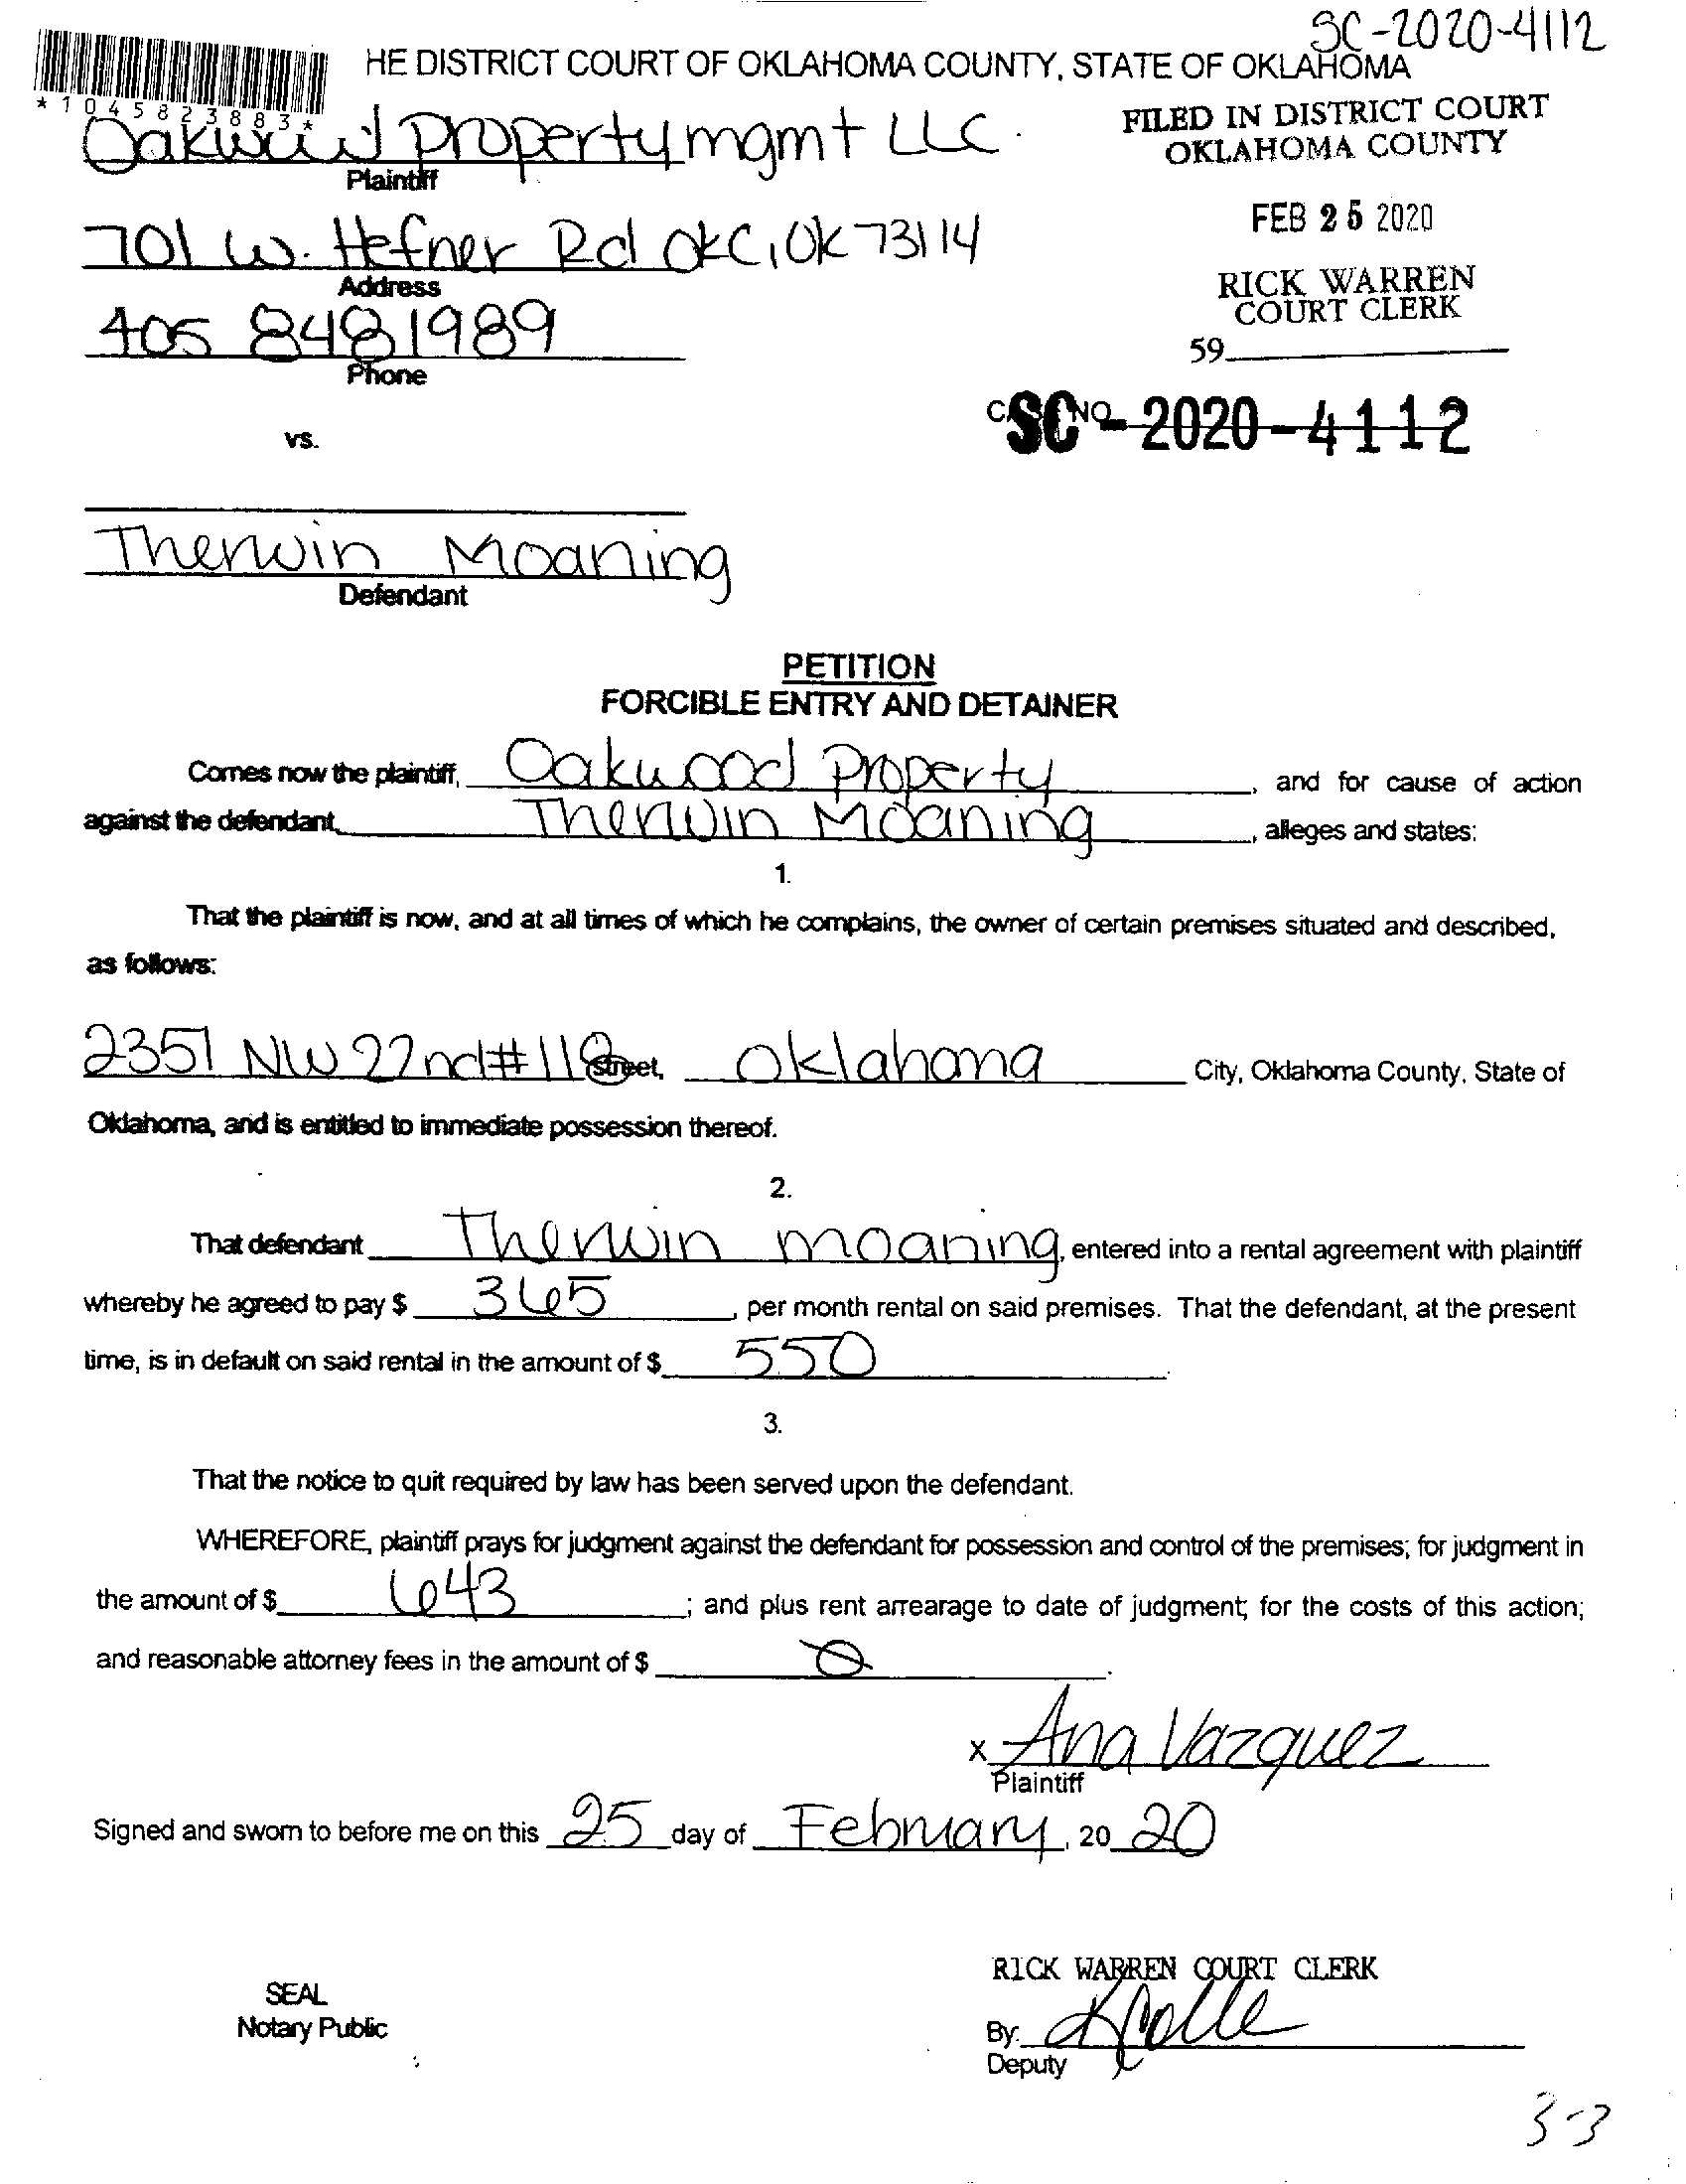 SC-2020-4112
HE DISTRICT COURT OF OKLAHOMA COUNTY, STATE OF OKLAHOMA
*1045823883*
Oakwood Property mgmt LLC.
Plaintiff
FILED IN DISTRICT COURT
OKLAHOMA COUNTY
FEB 25 2020
RICK WARREN
COURT CLERK
59
701 W. Hefner Rd OKC, OK 73114
Address
405 848 1989
Phone
SC-2020-4112
vs.
Therwin Moaning
Defendant
PETITION
FORCIBLE ENTRY AND DETAINER
Comes now the plaintiff, Oakwood Property, and for cause of action
against the defendant, Therwin Moaning, alleges and states:
1.
That the plaintiff is now, and at all times of which he complains, the owner of certain premises situated and described,
as follows:
2351 NW 22nd #118 street, Oklahoma City, Oklahoma County, State of
Oklahoma, and is entitled to immediate possession thereof.
2.
That defendant Therwin moaning, entered into a rental agreement with plaintiff
whereby he agreed to pay $ 365, per month rental on said premises. That the defendant, at the present
time, is in default on said rental in the amount of $ 550.
3.
That the notice to quit required by law has been served upon the defendant.
WHEREFORE, plaintiff prays for judgment against the defendant for possession and control of the premises; for judgment in
the amount of $ 643; and plus rent arrearage to date of judgment; for the costs of this action;
and reasonable attorney fees in the amount of $ 0.
x Ana Vazquez
Plaintiff
Signed and sworn to before me on this 25 day of February, 20 20
SEAL
Notary Public
RICK WARREN COURT CLERK
By:
Deputy
3-3